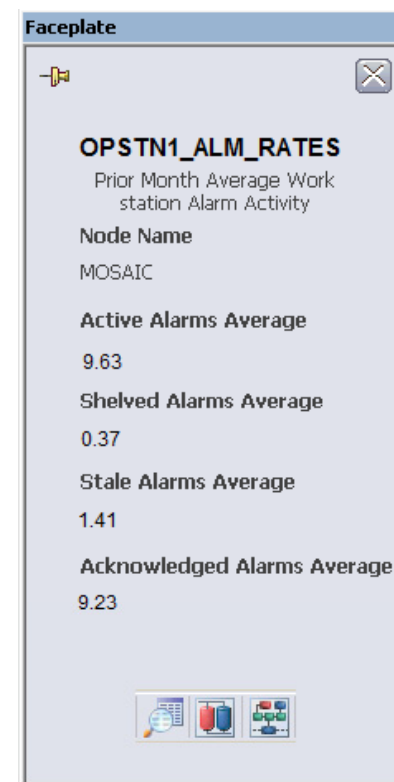 Faceplate
OPSTN1_ALM_RATES
Prior Month Average Work
station Alarm Activity
Node Name
MOSAIC
Active Alarms Average
9.63
Shelved Alarms Average
0.37
Stale Alarms Average
1.41
Acknowledged Alarms Average
9.23